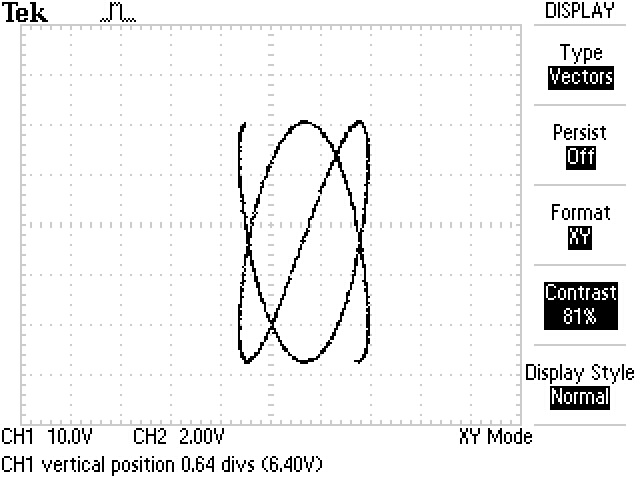 Tek
DISPLAY
Type
Vectors
Persist
Off
Format
XY
Contrast
81%
Display Style
Normal
CH1 10.0V CH2 2.00V XY Mode
CH1 vertical position 0.64 divs (6.40V)